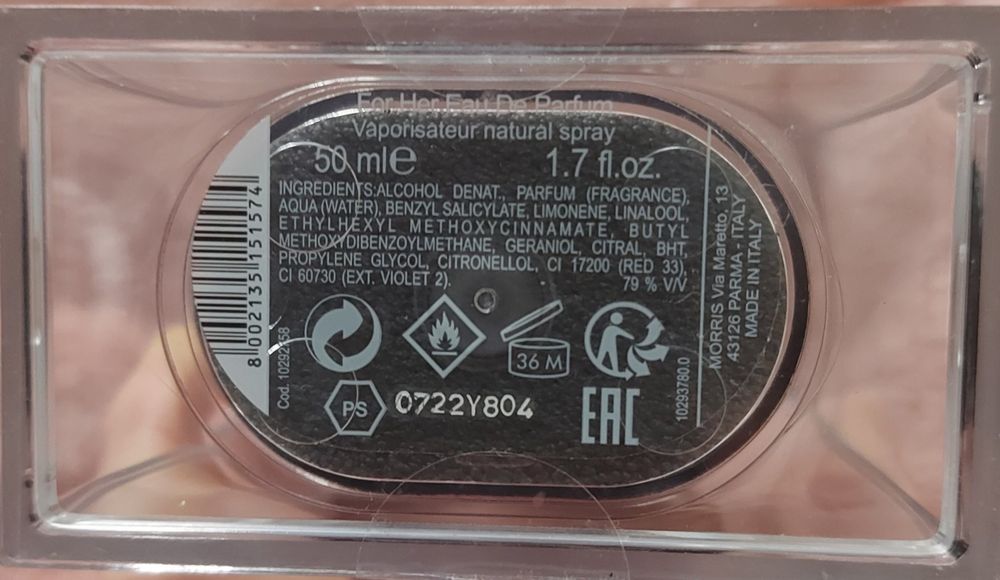 For Her Eau De Parfum
Vaporisateur natural spray
50 ml℮ 1.7 fl.oz.
INGREDIENTS:ALCOHOL DENAT., PARFUM (FRAGRANCE),
AQUA (WATER), BENZYL SALICYLATE, LIMONENE, LINALOOL,
ETHYLHEXYL METHOXYCINNAMATE, BUTYL
METHOXYDIBENZOYLMETHANE, GERANIOL, CITRAL, BHT,
PROPYLENE GLYCOL, CITRONELLOL, CI 17200 (RED 33),
CI 60730 (EXT. VIOLET 2). 79 % V/V
36 M
PS
0722Y804
EAC
8 002135 151574
10293780.0
MORRIS Via Maretto, 13
43126 PARMA - ITALY
MADE IN ITALY